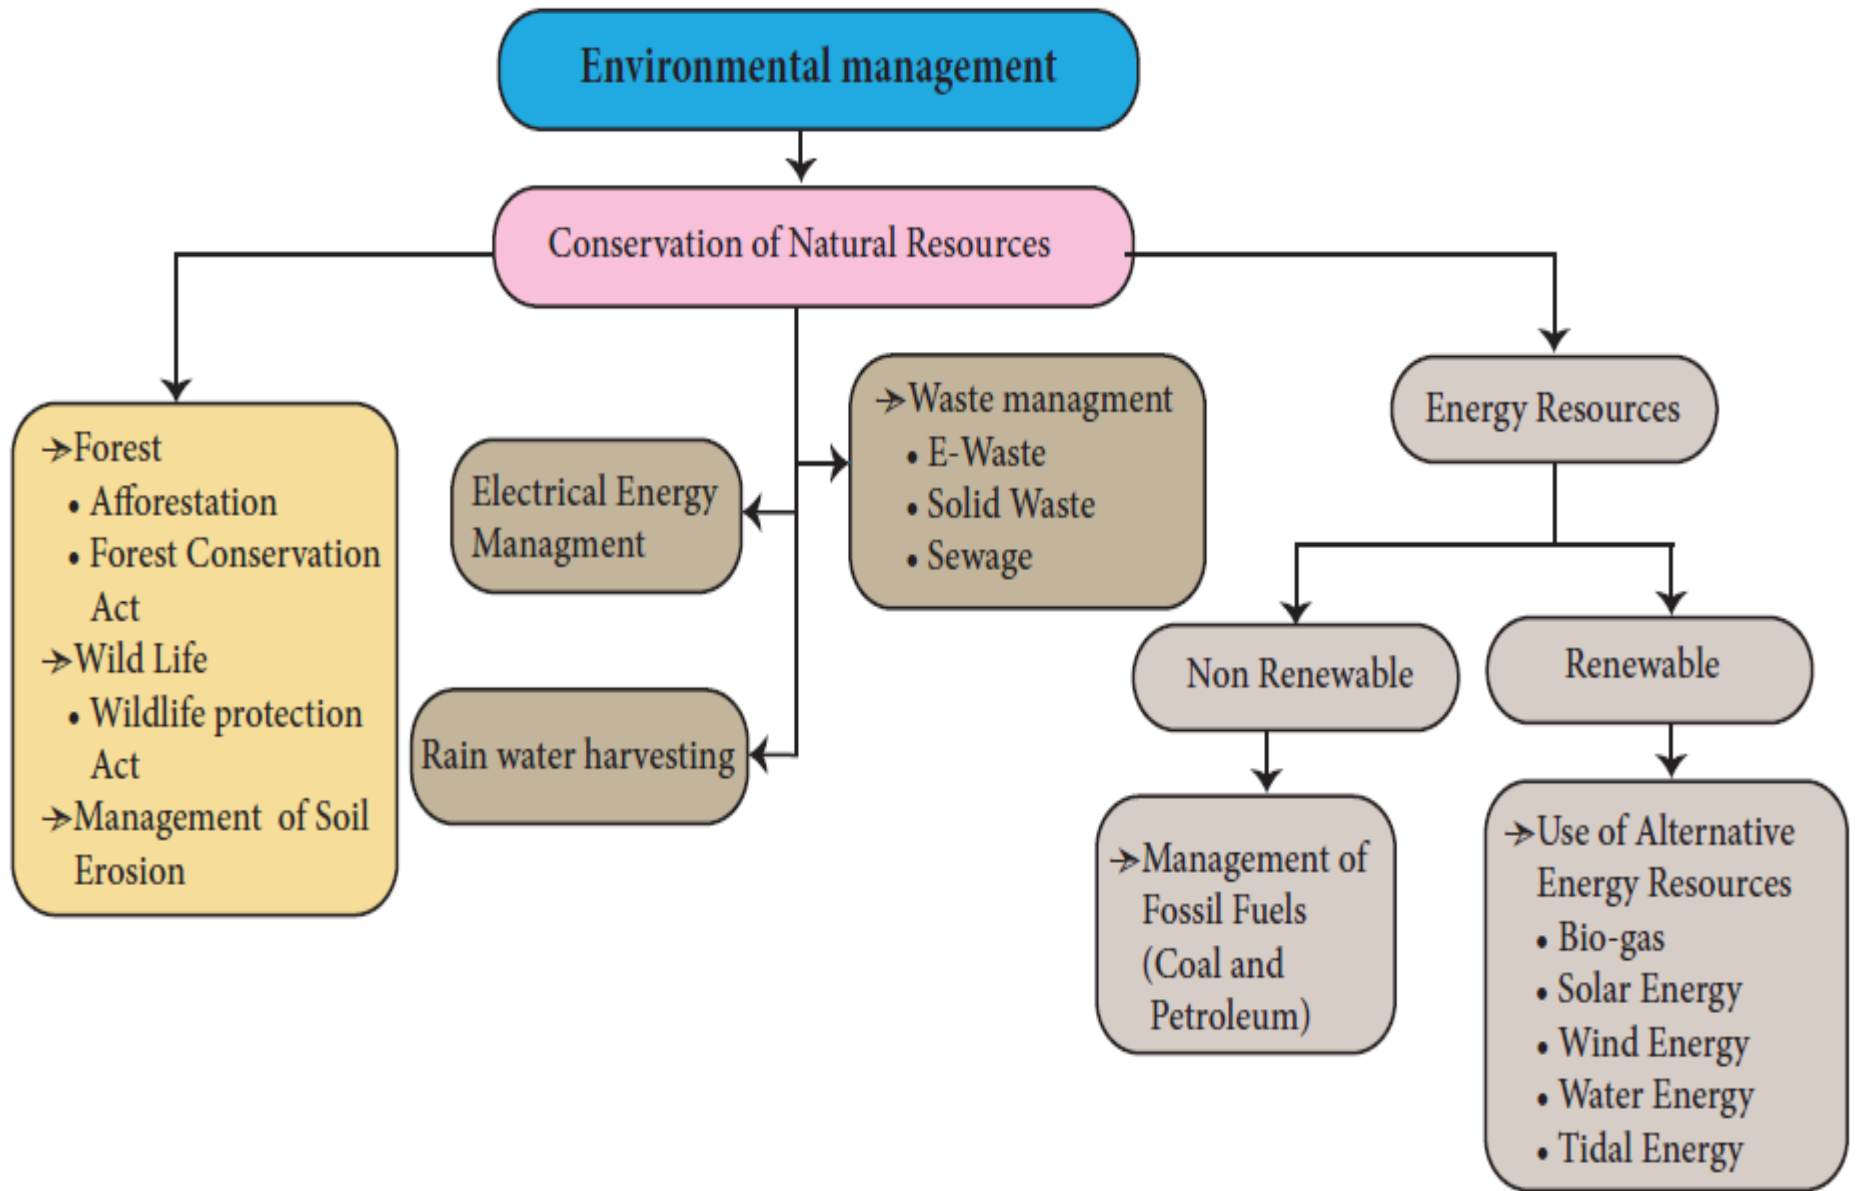 Environmental management
Conservation of Natural Resources
→Forest
• Afforestation
• Forest Conservation
Act
→Wild Life
• Wildlife protection
Act
→Management of Soil
Erosion
Electrical Energy
Managment
Rain water harvesting
→Waste managment
• E-Waste
• Solid Waste
• Sewage
Energy Resources
Non Renewable
→Management of
Fossil Fuels
(Coal and
Petroleum)
Renewable
→Use of Alternative
Energy Resources
• Bio-gas
• Solar Energy
• Wind Energy
• Water Energy
• Tidal Energy